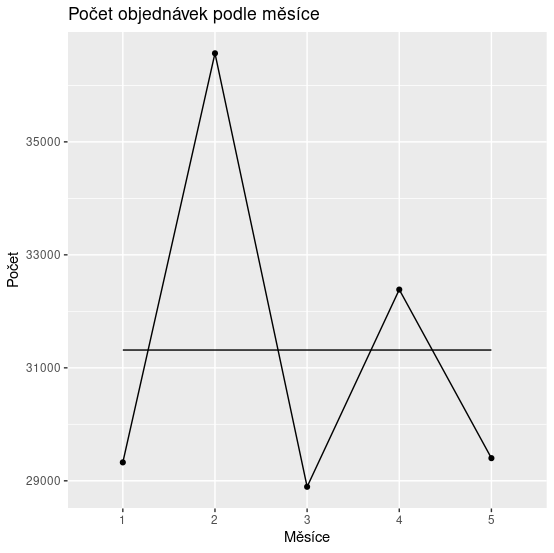 Počet objednávek podle měsíce
Počet
35000
33000
31000
29000
1 2 3 4 5
Měsíce